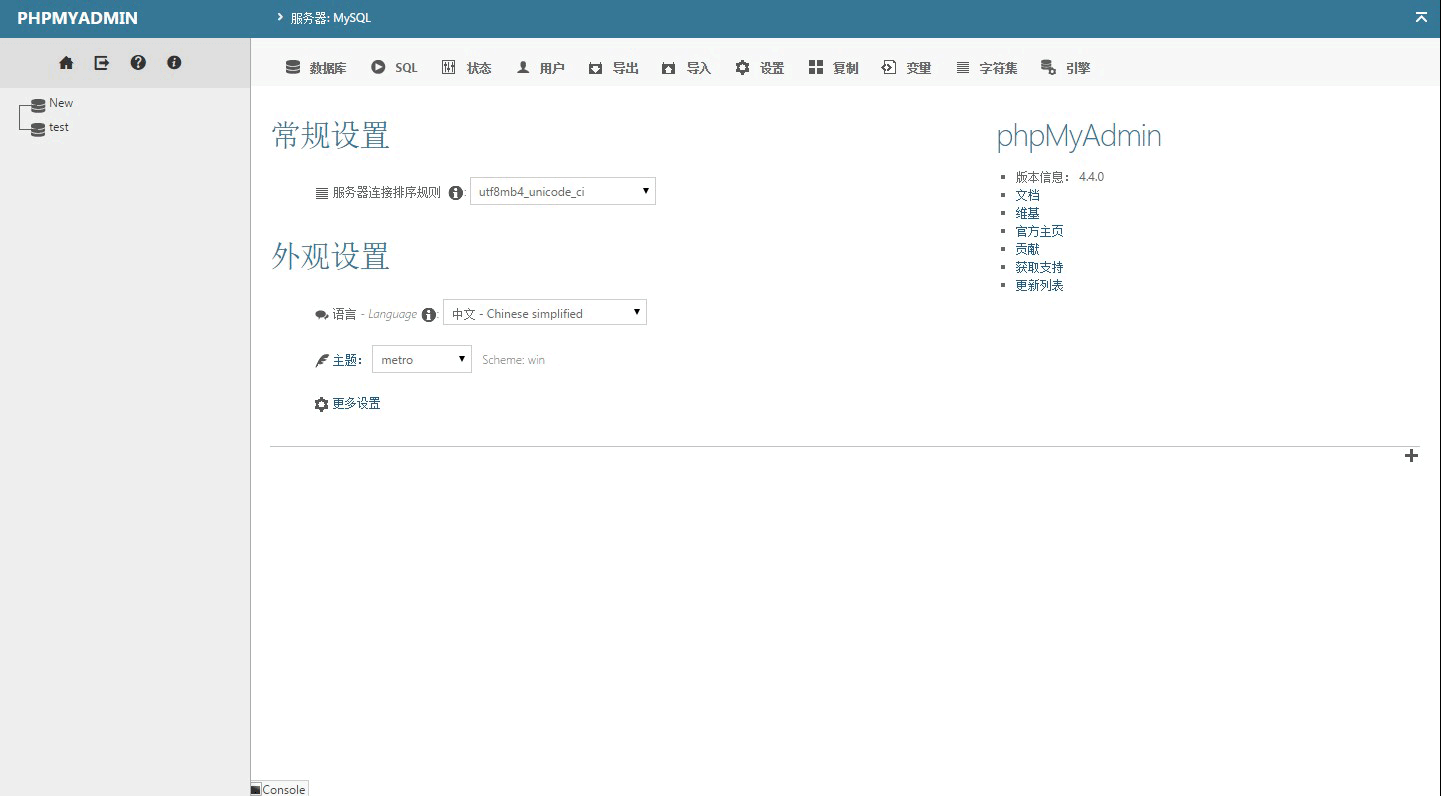 PHPMYADMIN
服务器: MySQL
New
test
数据库 SQL 状态 用户 导出 导入 设置 复制 变量 字符集 引擎
常规设置
服务器连接排序规则 : utf8mb4_unicode_ci
外观设置
语言 - Language : 中文 - Chinese simplified
主题: metro Scheme: win
更多设置
phpMyAdmin
版本信息: 4.4.0
文档
维基
官方主页
贡献
获取支持
更新列表
Console